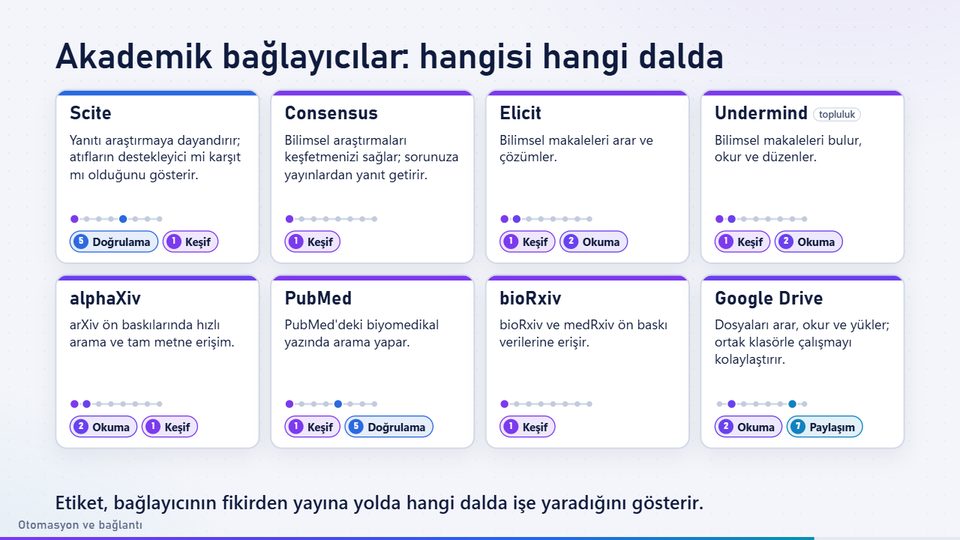 Akademik bağlayıcılar: hangisi hangi dalda
Scite
Yanıtı araştırmaya dayandırır;
atıfların destekleyici mi karşıt
mı olduğunu gösterir.
5 Doğrulama
1 Keşif
Consensus
Bilimsel araştırmaları
keşfetmenizi sağlar; sorunuza
yayınlardan yanıt getirir.
1 Keşif
Elicit
Bilimsel makaleleri arar ve
çözümler.
1 Keşif
2 Okuma
Undermind topluluk
Bilimsel makaleleri bulur,
okur ve düzenler.
1 Keşif
2 Okuma
alphaXiv
arXiv ön baskılarında hızlı
arama ve tam metne erişim.
2 Okuma
1 Keşif
PubMed
PubMed'deki biyomedikal
yazında arama yapar.
1 Keşif
5 Doğrulama
bioRxiv
bioRxiv ve medRxiv ön baskı
verilerine erişir.
1 Keşif
Google Drive
Dosyaları arar, okur ve yükler;
ortak klasörle çalışmayı
kolaylaştırır.
2 Okuma
7 Paylaşım
Etiket, bağlayıcının fikirden yayına yolda hangi dalda işe yaradığını gösterir.
Otomasyon ve bağlantı